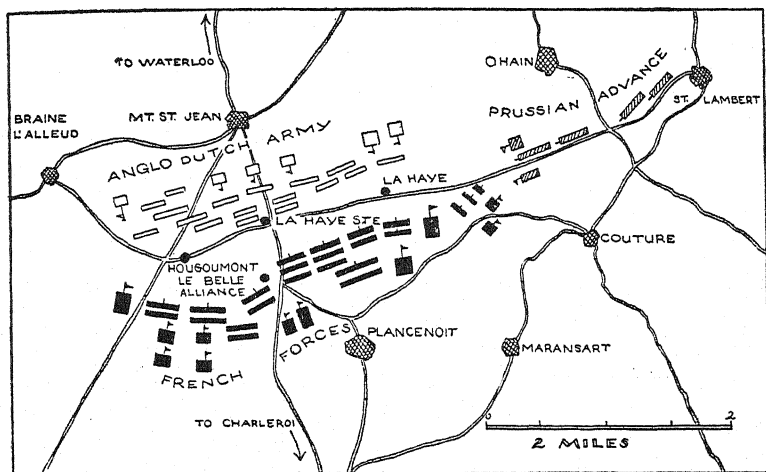 TO WATERLOO
OHAIN
BRAINE
L'ALLEUD
MT. ST. JEAN
ANGLO DUTCH ARMY
PRUSSIAN ADVANCE
ST. LAMBERT
LA HAYE
LA HAYE STE
COUTURE
HOUGOUMONT
LE BELLE
ALLIANCE
FRENCH FORCES
PLANCENOIT
MARANSART
TO CHARLEROI
0 2
2 MILES